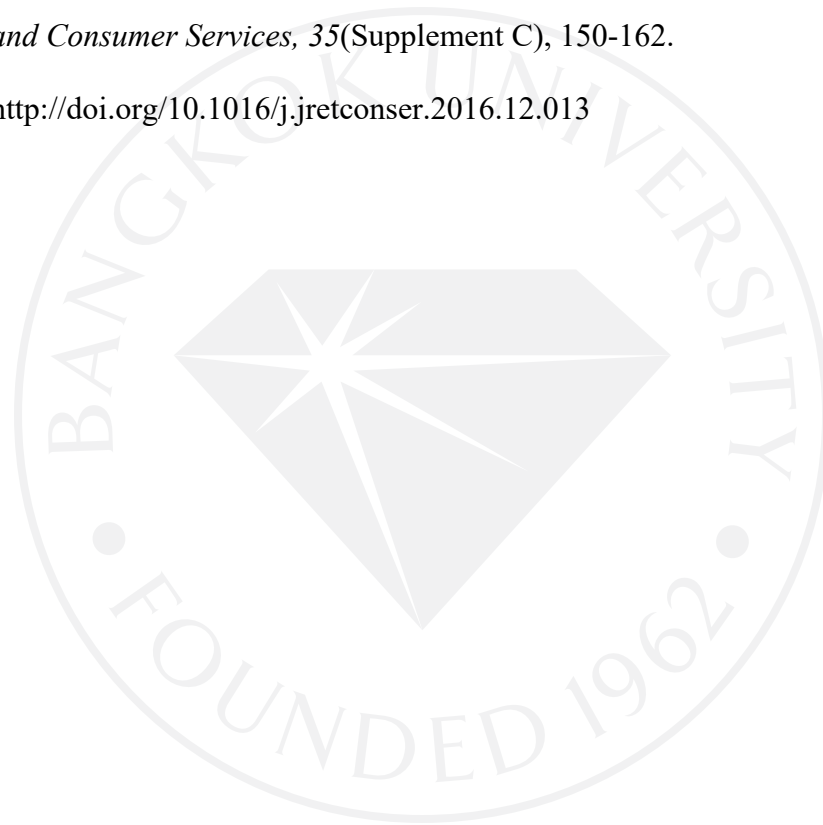 and Consumer Services, 35(Supplement C), 150-162.
http://doi.org/10.1016/j.jretconser.2016.12.013
BANGKOK UNIVERSITY
FOUNDED 1962